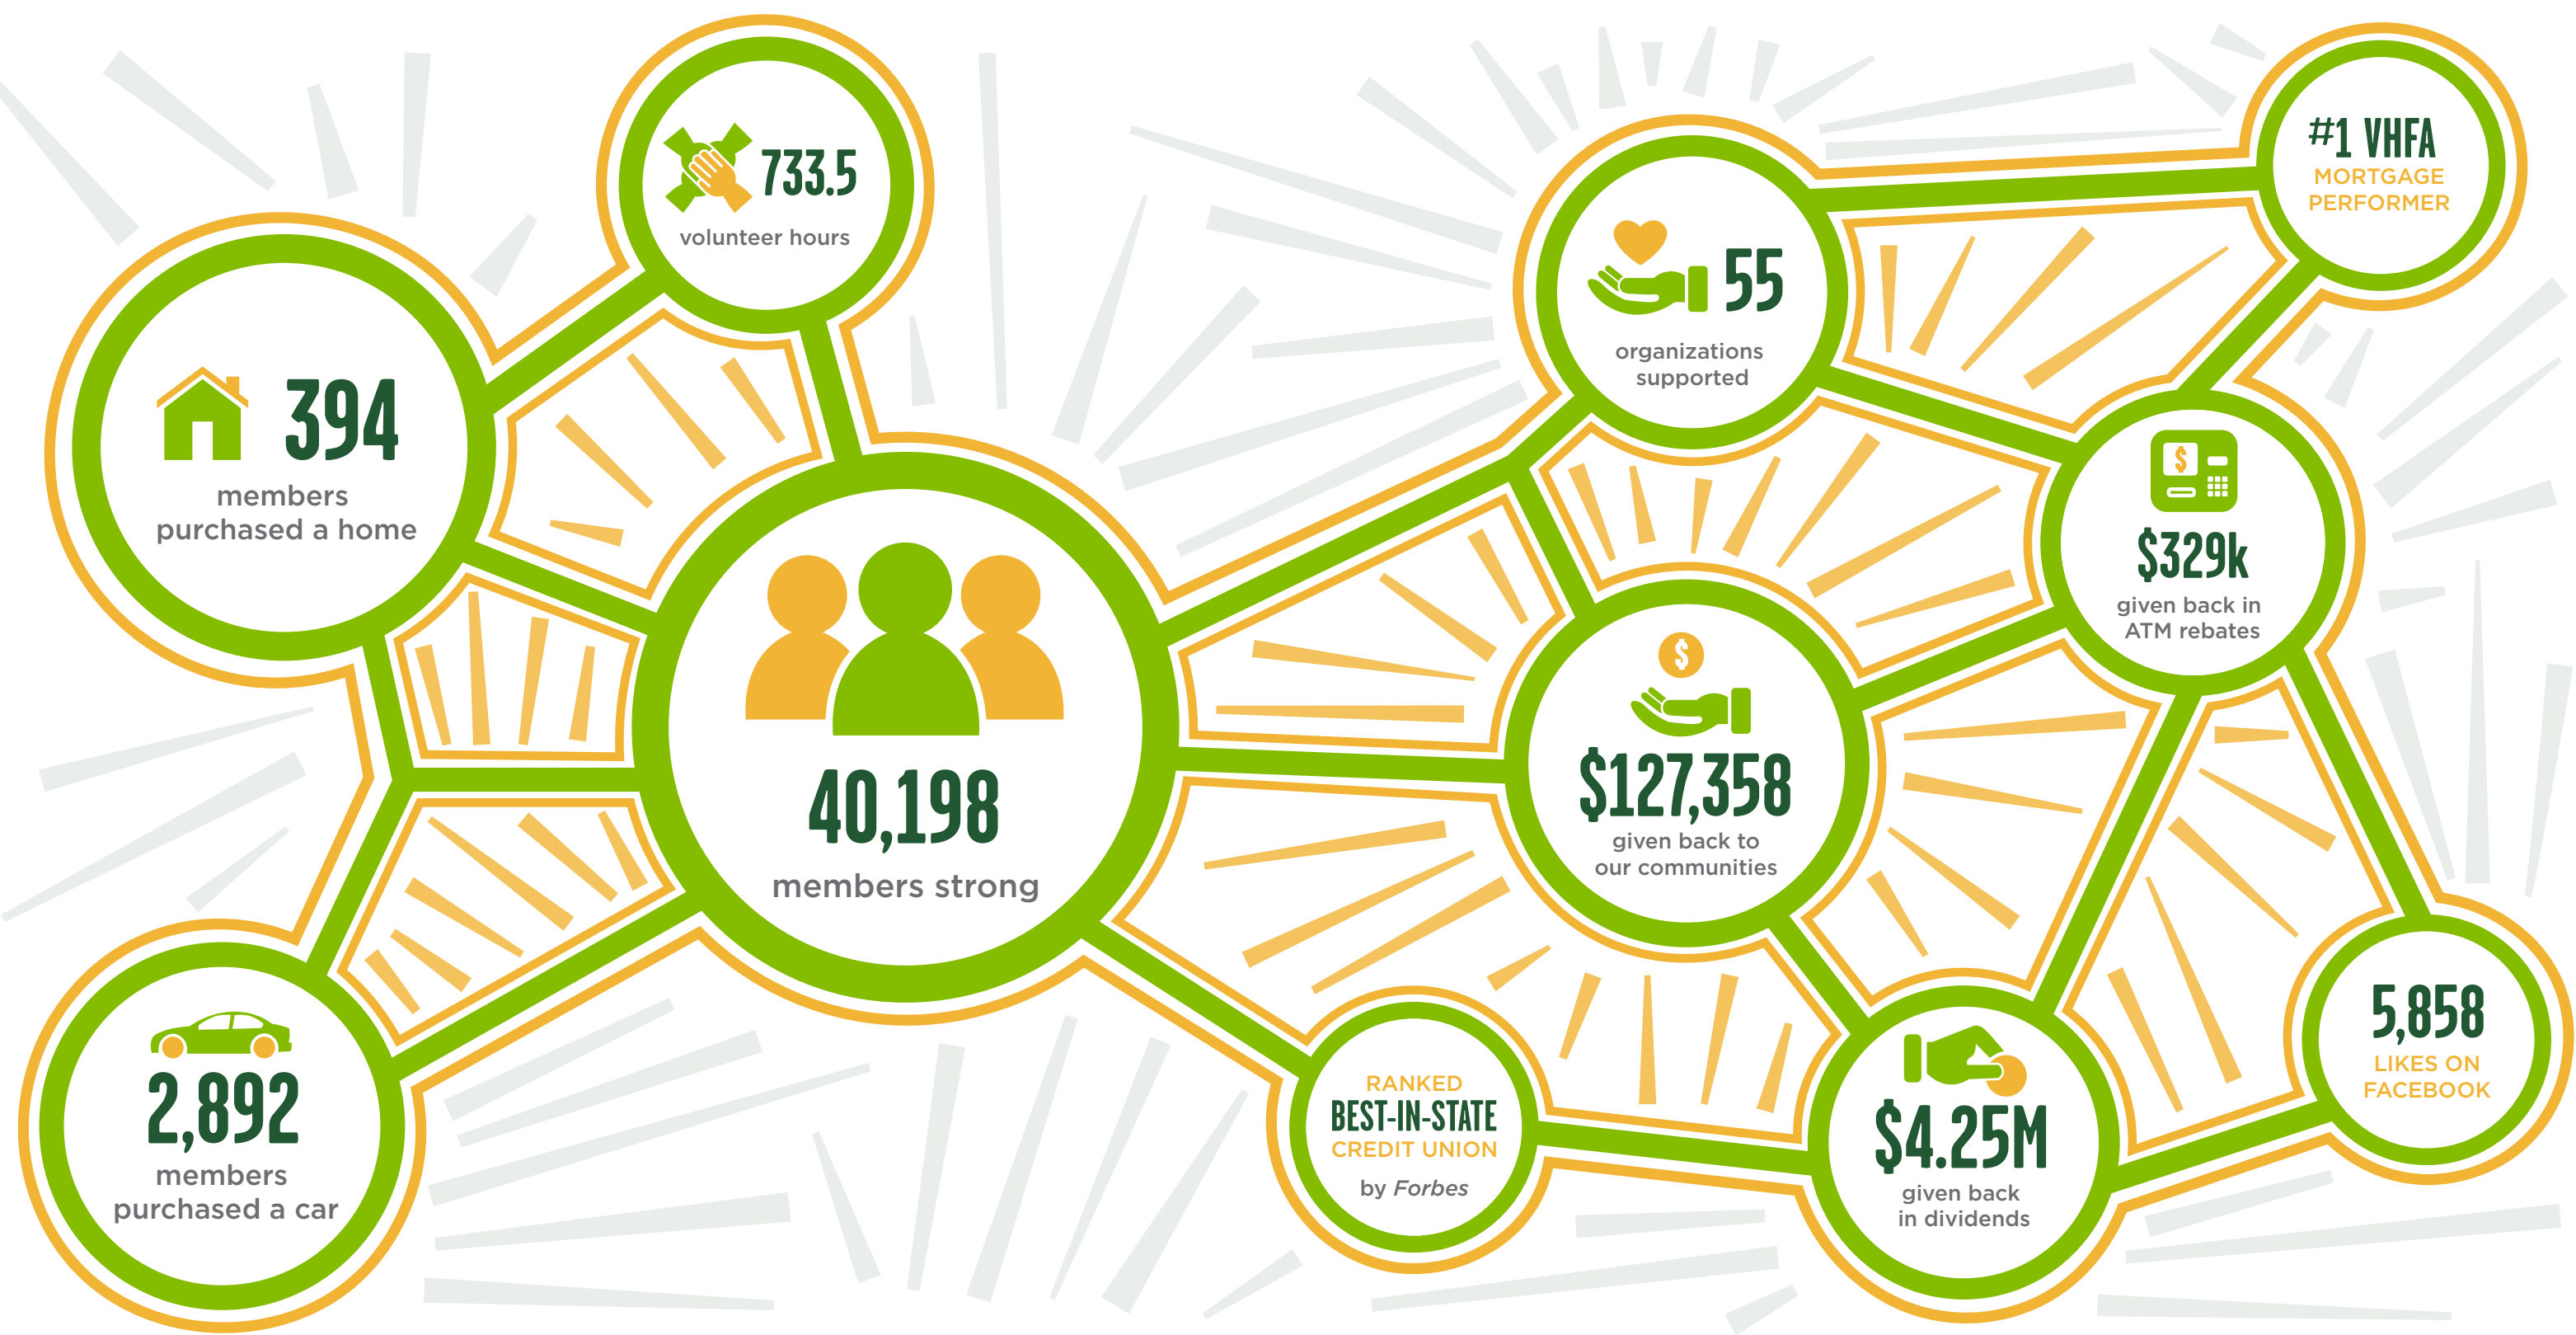 733.5
volunteer hours
394
members
purchased a home
40,198
members strong
2,892
members
purchased a car
55
organizations
supported
#1 VHFA
MORTGAGE
PERFORMER
$
$329k
given back in
ATM rebates
$
$127,358
given back to
our communities
RANKED
BEST-IN-STATE
CREDIT UNION
by Forbes
$4.25M
given back
in dividends
5,858
LIKES ON
FACEBOOK